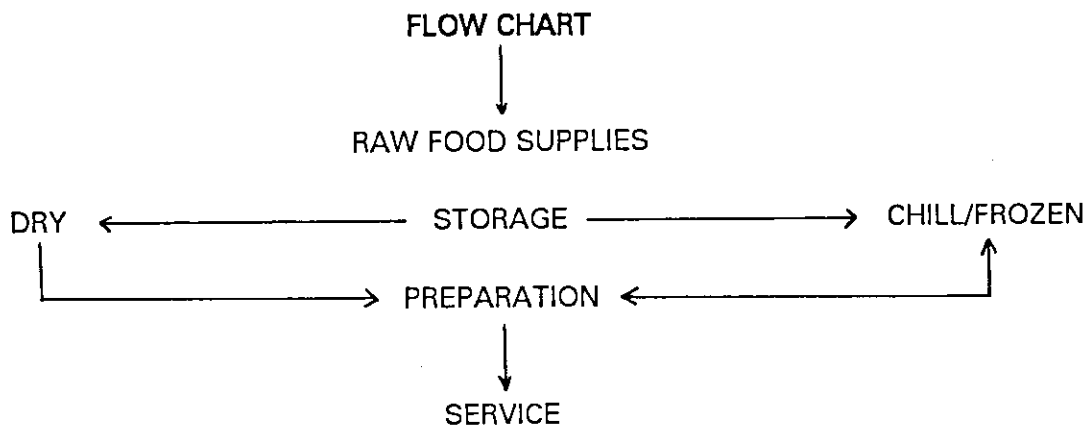 FLOW CHART
RAW FOOD SUPPLIES
DRY STORAGE CHILL/FROZEN
PREPARATION
SERVICE